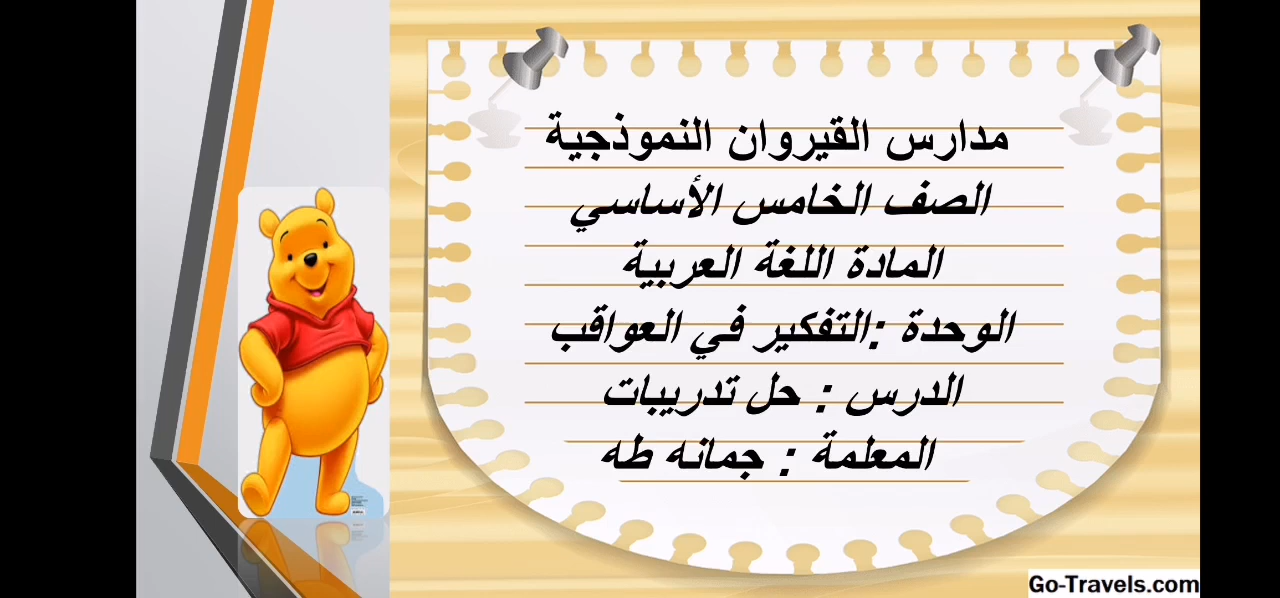 مدارس القيروان النموذجية
الصف الخامس الأساسي
المادة اللغة العربية
الوحدة :التفكير في العواقب
الدرس : حل تدريبات
المعلمة : جمانه طه
Go-Travels.com